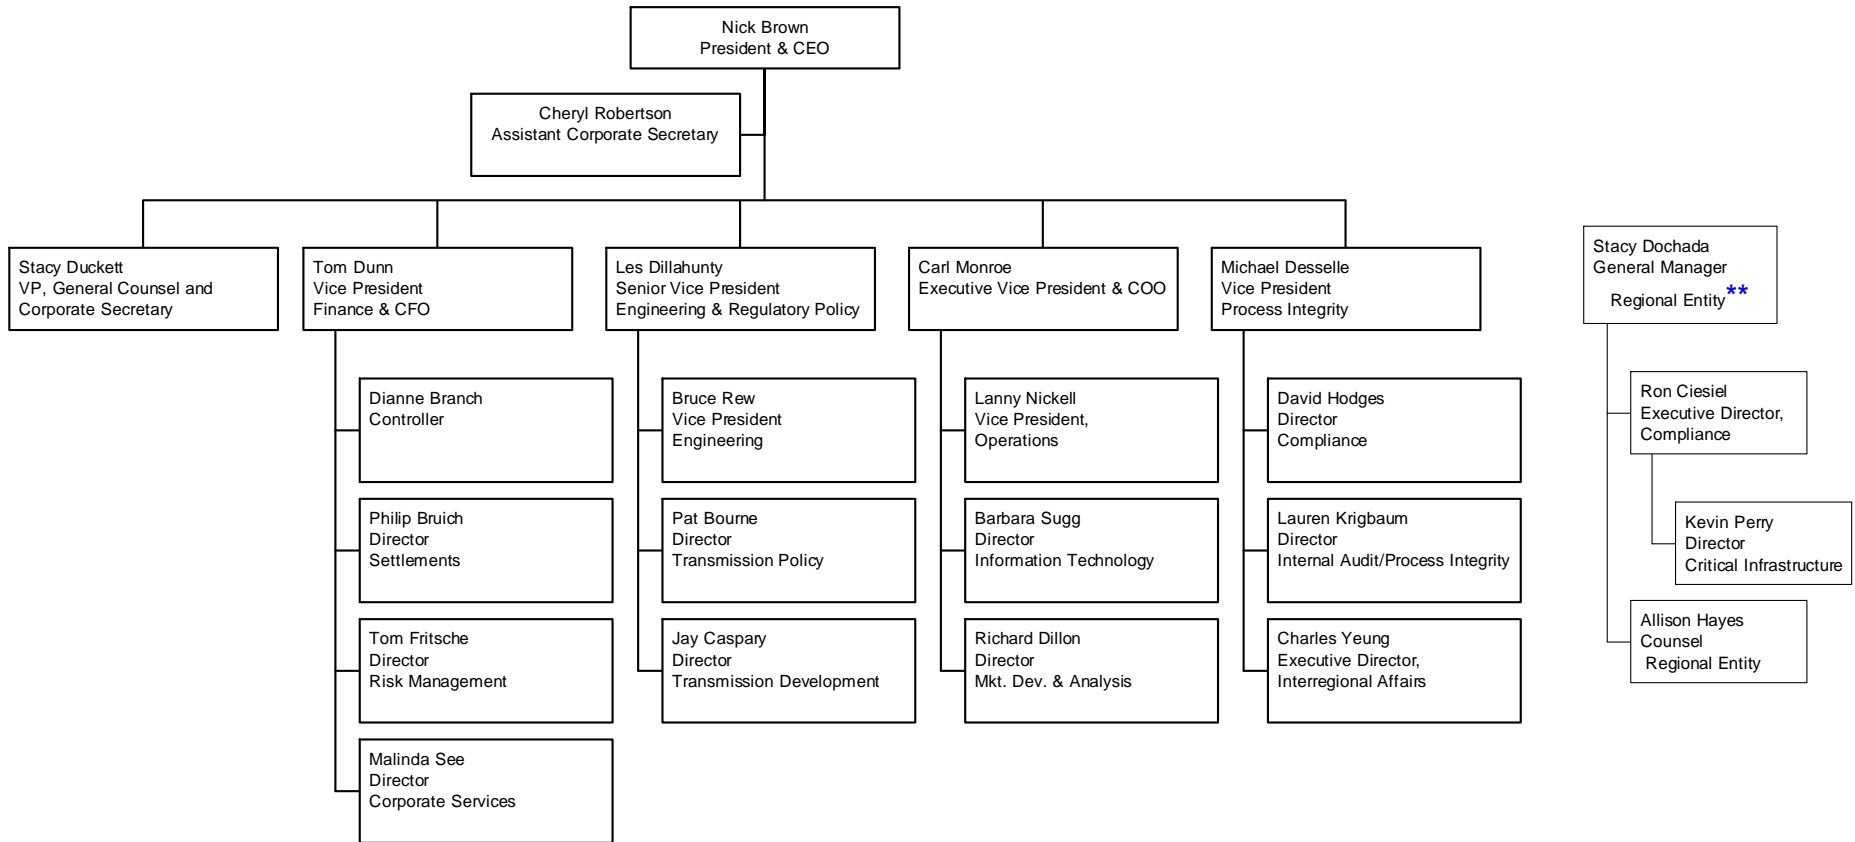 Nick Brown
President & CEO
Cheryl Robertson
Assistant Corporate Secretary
Stacy Duckett
VP, General Counsel and
Corporate Secretary
Tom Dunn
Vice President
Finance & CFO
Dianne Branch
Controller
Philip Bruich
Director
Settlements
Tom Fritsche
Director
Risk Management
Malinda See
Director
Corporate Services
Les Dillahunty
Senior Vice President
Engineering & Regulatory Policy
Bruce Rew
Vice President
Engineering
Pat Bourne
Director
Transmission Policy
Jay Caspary
Director
Transmission Development
Carl Monroe
Executive Vice President & COO
Lanny Nickell
Vice President,
Operations
Barbara Sugg
Director
Information Technology
Richard Dillon
Director
Mkt. Dev. & Analysis
Michael Desselle
Vice President
Process Integrity
David Hodges
Director
Compliance
Lauren Krigbaum
Director
Internal Audit/Process Integrity
Charles Yeung
Executive Director,
Interregional Affairs
Stacy Dochada
General Manager
Regional Entity**
Ron Ciesiel
Executive Director,
Compliance
Kevin Perry
Director
Critical Infrastructure
Allison Hayes
Counsel
Regional Entity